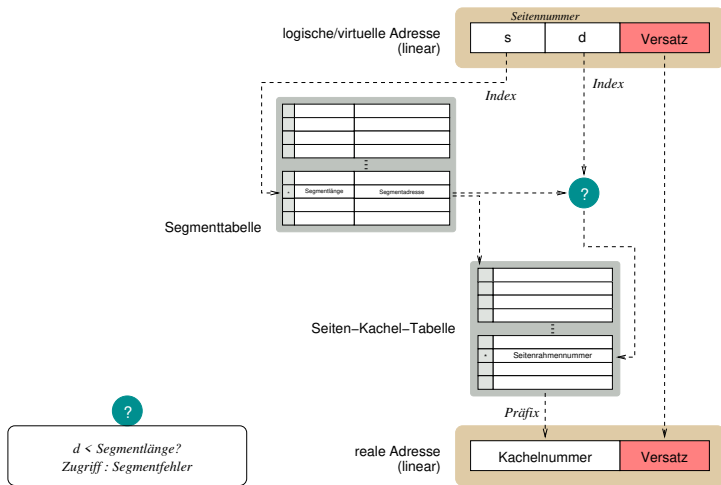 Seitennummer
logische/virtuelle Adresse
(linear)
s
d
Versatz
Index
Index
Segmentlänge
Segmentadresse
?
Segmenttabelle
Seiten–Kachel–Tabelle
Seitenrahmennummer
?
Präfix
d < Segmentlänge?
Zugriff : Segmentfehler
reale Adresse
(linear)
Kachelnummer
Versatz